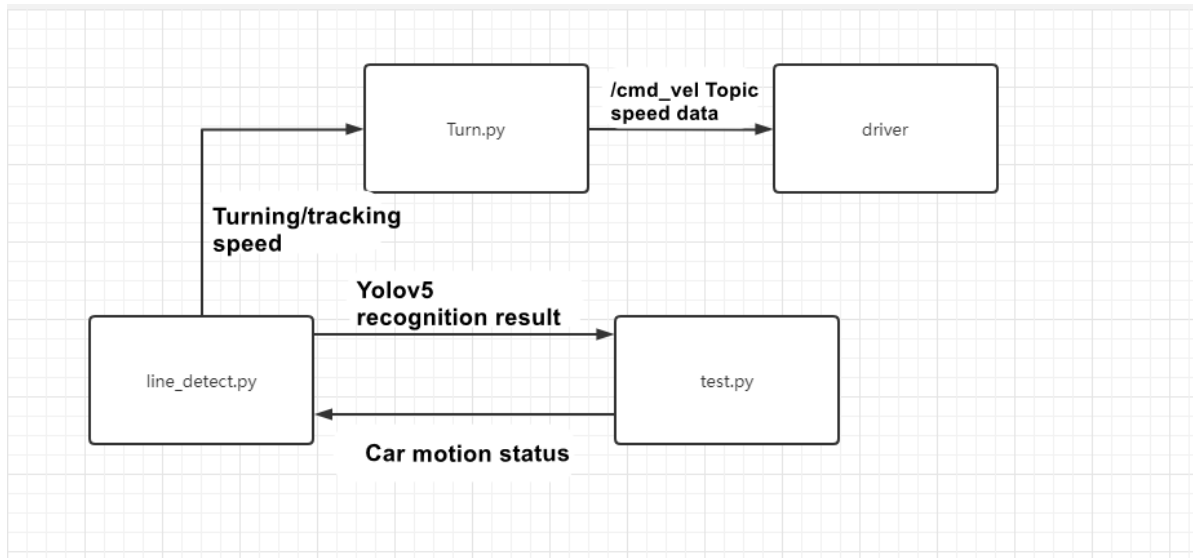 /cmd_vel Topic
speed data
Turn.py
driver
Turning/tracking
speed
Yolov5
recognition result
line_detect.py
test.py
Car motion status